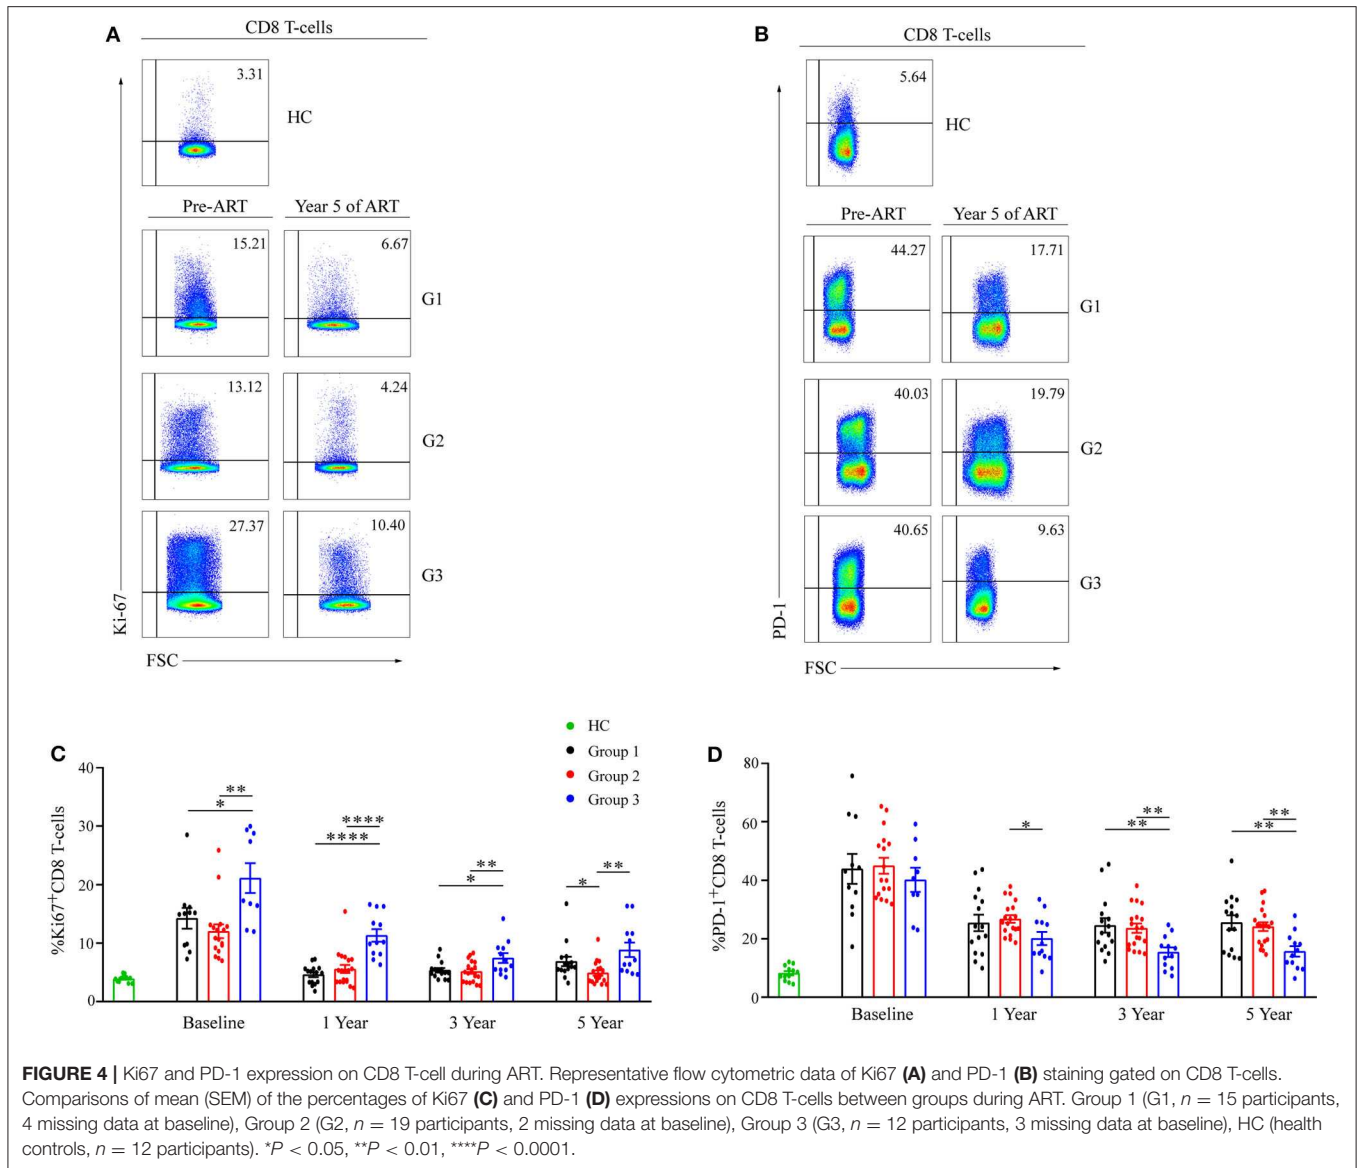 A
CD8 T-cells
3.31
HC
Pre-ART
Year 5 of ART
15.21
6.67
G1
13.12
4.24
G2
27.37
10.40
G3
Ki-67
FSC
B
CD8 T-cells
5.64
HC
Pre-ART
Year 5 of ART
44.27
17.71
G1
40.03
19.79
G2
40.65
9.63
G3
PD-1
FSC
C
HC
Group 1
Group 2
Group 3
%Ki67+CD8 T-cells
40
30
20
10
0
*
**
****
****
*
**
*
**
Baseline
1 Year
3 Year
5 Year
D
%PD-1+CD8 T-cells
80
60
40
20
0
*
**
**
**
**
Baseline
1 Year
3 Year
5 Year
FIGURE 4 | Ki67 and PD-1 expression on CD8 T-cell during ART. Representative flow cytometric data of Ki67 (A) and PD-1 (B) staining gated on CD8 T-cells.
Comparisons of mean (SEM) of the percentages of Ki67 (C) and PD-1 (D) expressions on CD8 T-cells between groups during ART. Group 1 (G1, n = 15 participants,
4 missing data at baseline), Group 2 (G2, n = 19 participants, 2 missing data at baseline), Group 3 (G3, n = 12 participants, 3 missing data at baseline), HC (health
controls, n = 12 participants). *P < 0.05, **P < 0.01, ****P < 0.0001.